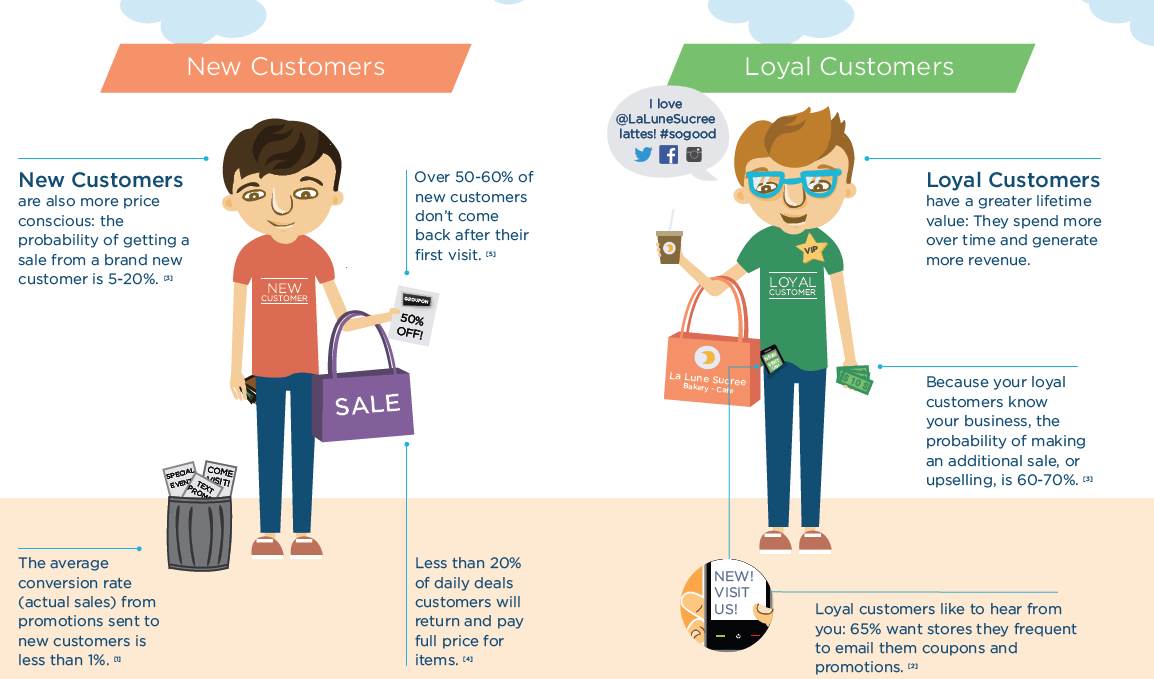 New Customers
New Customers
are also more price
conscious: the
probability of getting a
sale from a brand new
customer is 5-20%. [3]
Over 50-60% of
new customers
don't come
back after their
first visit. [5]
NEW
CUSTOMER
GROUPON
50%
OFF!
SALE
SPECIAL
EVENT
COME
VISIT!
TEXT
PROMO
The average
conversion rate
(actual sales) from
promotions sent to
new customers is
less than 1%. [1]
Less than 20%
of daily deals
customers will
return and pay
full price for
items. [4]
Loyal Customers
I love
@LaLuneSucree
lattes! #sogood
VIP
LOYAL
CUSTOMER
La Lune Sucree
Bakery - Cafe
Loyal Customers
have a greater lifetime
value: They spend more
over time and generate
more revenue.
Because your loyal
customers know
your business, the
probability of making
an additional sale, or
upselling, is 60-70%. [3]
NEW!
VISIT
US!
Loyal customers like to hear from
you: 65% want stores they frequent
to email them coupons and
promotions. [2]